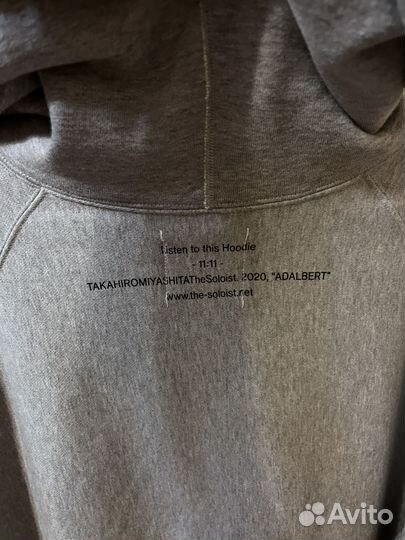 Listen to this Hoodie
- 11:11 -
TAKAHIROMIYASHITATheSoloist. 2020, "ADALBERT"
www.the-soloist.net
Avito